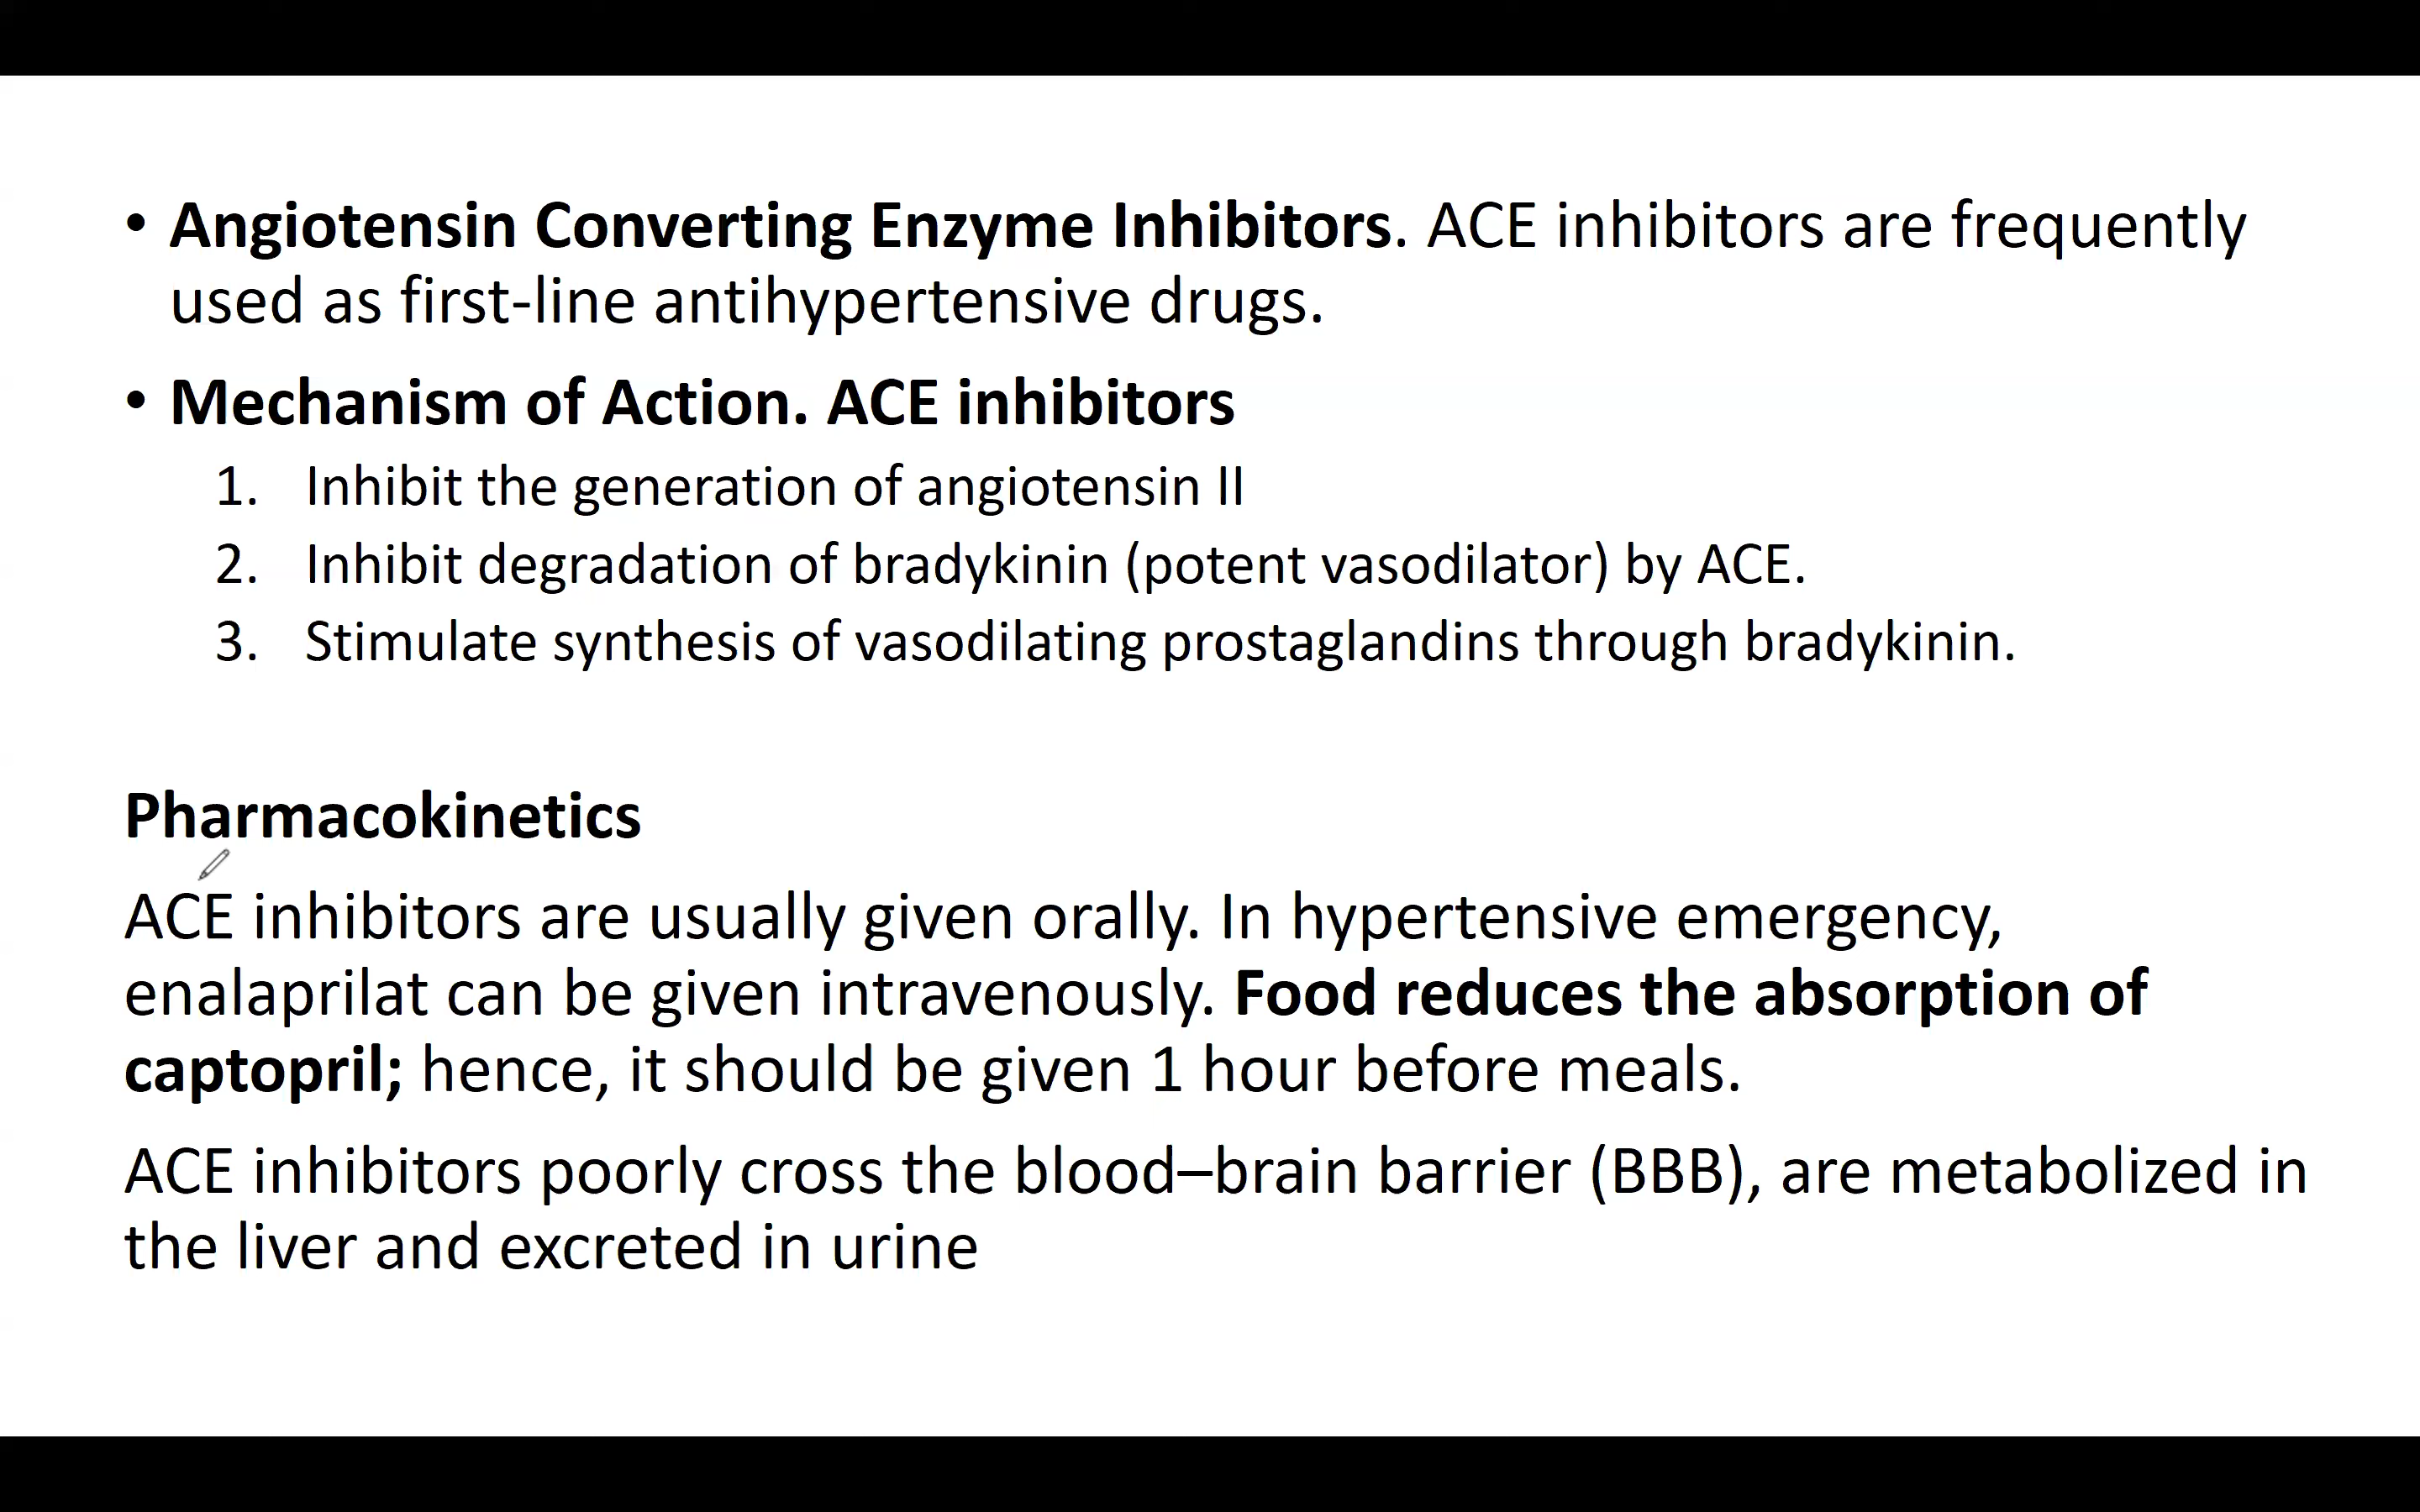 • Angiotensin Converting Enzyme Inhibitors. ACE inhibitors are frequently
used as first-line antihypertensive drugs.
• Mechanism of Action. ACE inhibitors
1. Inhibit the generation of angiotensin II
2. Inhibit degradation of bradykinin (potent vasodilator) by ACE.
3. Stimulate synthesis of vasodilating prostaglandins through bradykinin.
Pharmacokinetics
ACE inhibitors are usually given orally. In hypertensive emergency,
enalaprilat can be given intravenously. Food reduces the absorption of
captopril; hence, it should be given 1 hour before meals.
ACE inhibitors poorly cross the blood–brain barrier (BBB), are metabolized in
the liver and excreted in urine